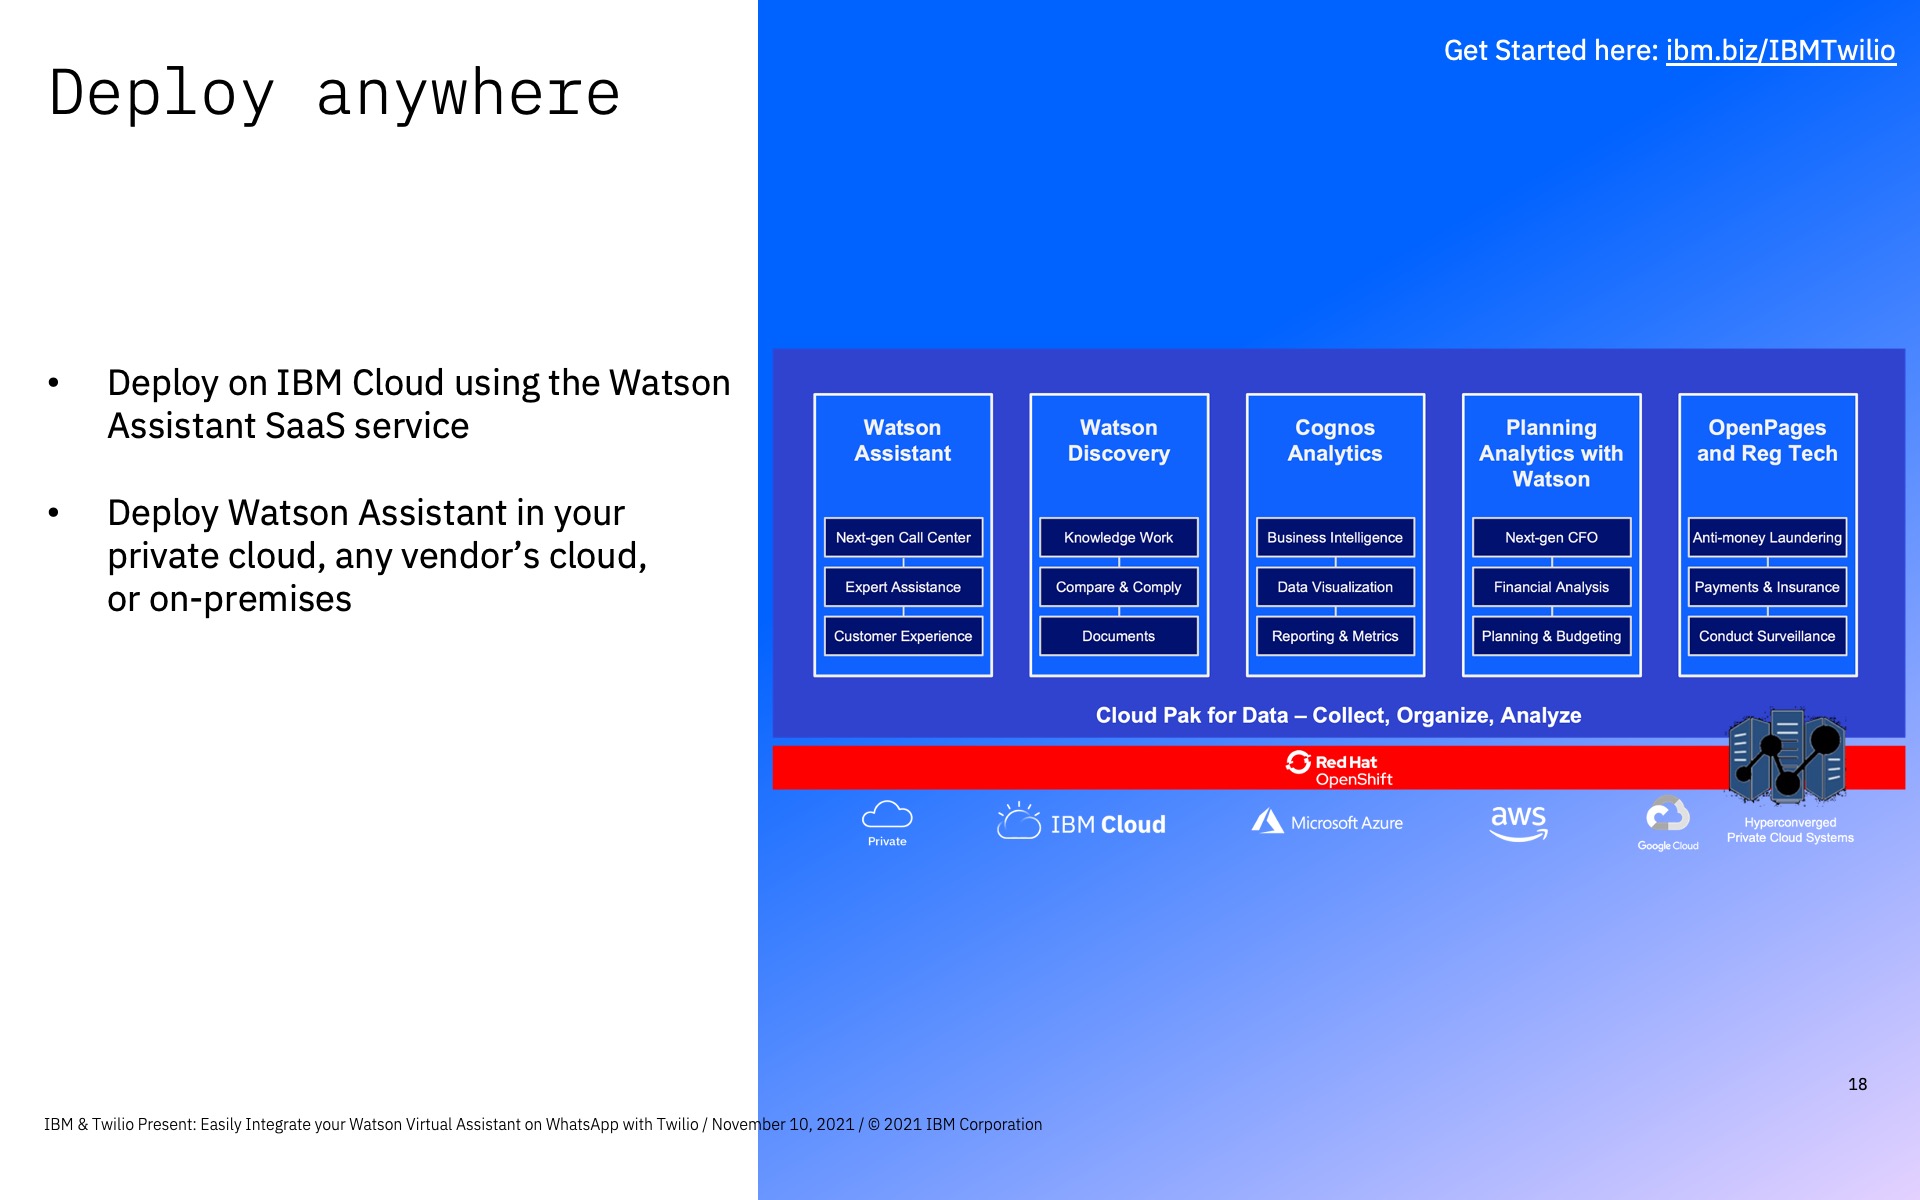 Get Started here: ibm.biz/IBMTwilio
Deploy anywhere
• Deploy on IBM Cloud using the Watson
Assistant SaaS service
• Deploy Watson Assistant in your
private cloud, any vendor’s cloud,
or on-premises
Watson
Assistant
Next-gen Call Center
Expert Assistance
Customer Experience
Watson
Discovery
Knowledge Work
Compare & Comply
Documents
Cognos
Analytics
Business Intelligence
Data Visualization
Reporting & Metrics
Planning
Analytics with
Watson
Next-gen CFO
Financial Analysis
Planning & Budgeting
OpenPages
and Reg Tech
Anti-money Laundering
Payments & Insurance
Conduct Surveillance
Cloud Pak for Data – Collect, Organize, Analyze
Red Hat
OpenShift
Private
IBM Cloud
Microsoft Azure
aws
Google Cloud
Hyperconverged
Private Cloud Systems
18
IBM & Twilio Present: Easily Integrate your Watson Virtual Assistant on WhatsApp with Twilio / November 10, 2021 / © 2021 IBM Corporation